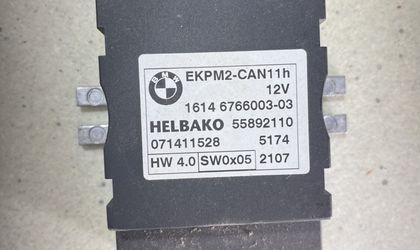 BMW
EKPM2-CAN11h
12V
1614 6766003-03
HELBAKO 55892110
071411528 5174
HW 4.0 SW0x05 2107